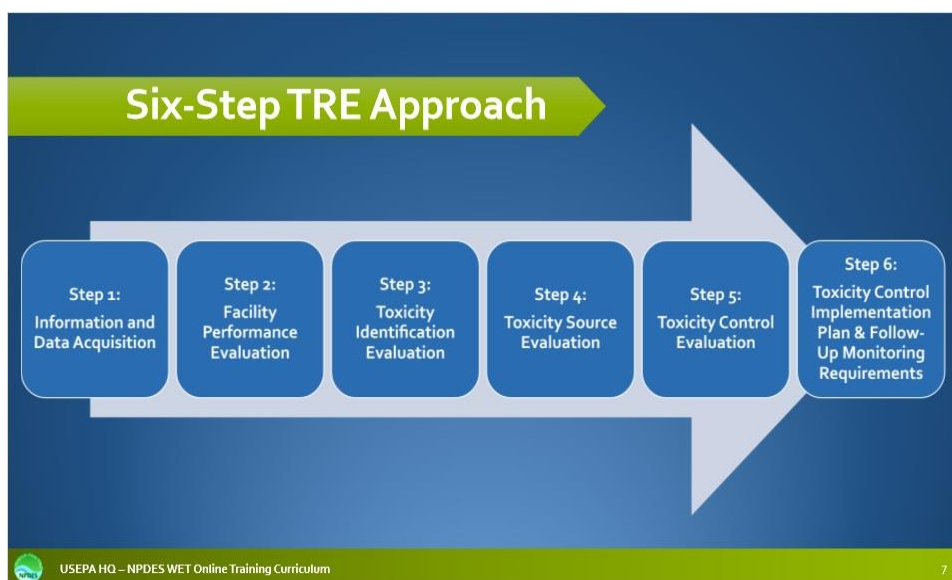 Six-Step TRE Approach
Step 1:
Information and
Data Acquisition
Step 2:
Facility
Performance
Evaluation
Step 3:
Toxicity
Identification
Evaluation
Step 4:
Toxicity Source
Evaluation
Step 5:
Toxicity Control
Evaluation
Step 6:
Toxicity Control
Implementation
Plan & Follow-
Up Monitoring
Requirements
NPDES
USEPA HQ – NPDES WET Online Training Curriculum
7